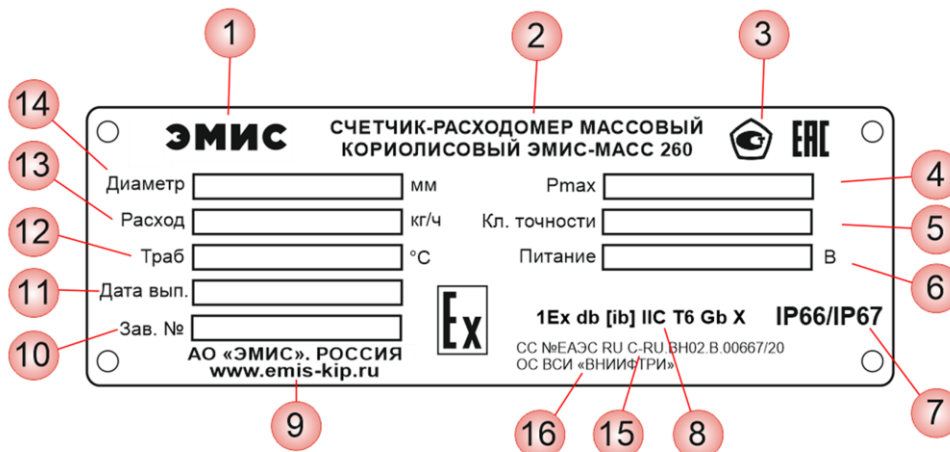 1
2
3
14
ЭМИС
СЧЕТЧИК-РАСХОДОМЕР МАССОВЫЙ
КОРИОЛИСОВЫЙ ЭМИС-МАСС 260
ЕАС
13
Диаметр мм
Pmax
4
Расход кг/ч
Кл. точности
5
12
Траб °С
Питание В
6
11
Дата вып.
10
Зав. №
Ex
1Ex db [ib] IIC T6 Gb X
IP66/IP67
АО «ЭМИС». РОССИЯ
www.emis-kip.ru
СС №ЕАЭС RU C-RU.ВН02.В.00667/20
ОС ВСИ «ВНИИФТРИ»
9
16
15
8
7